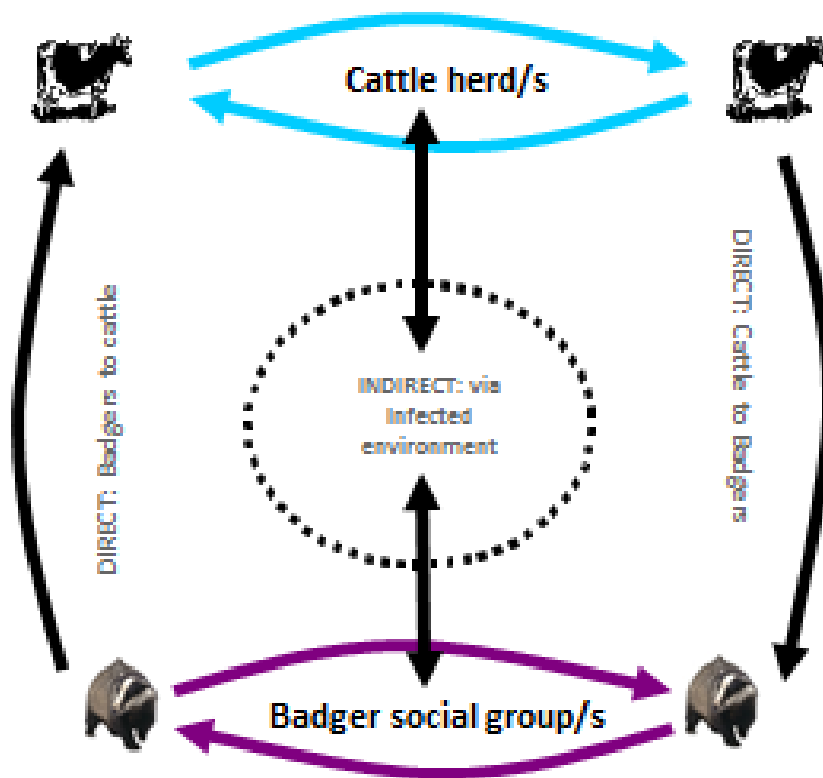 Cattle herd/s
DIRECT: Badgers to cattle
DIRECT: Cattle to Badgers
INDIRECT: via
Infected
environment
Badger social group/s